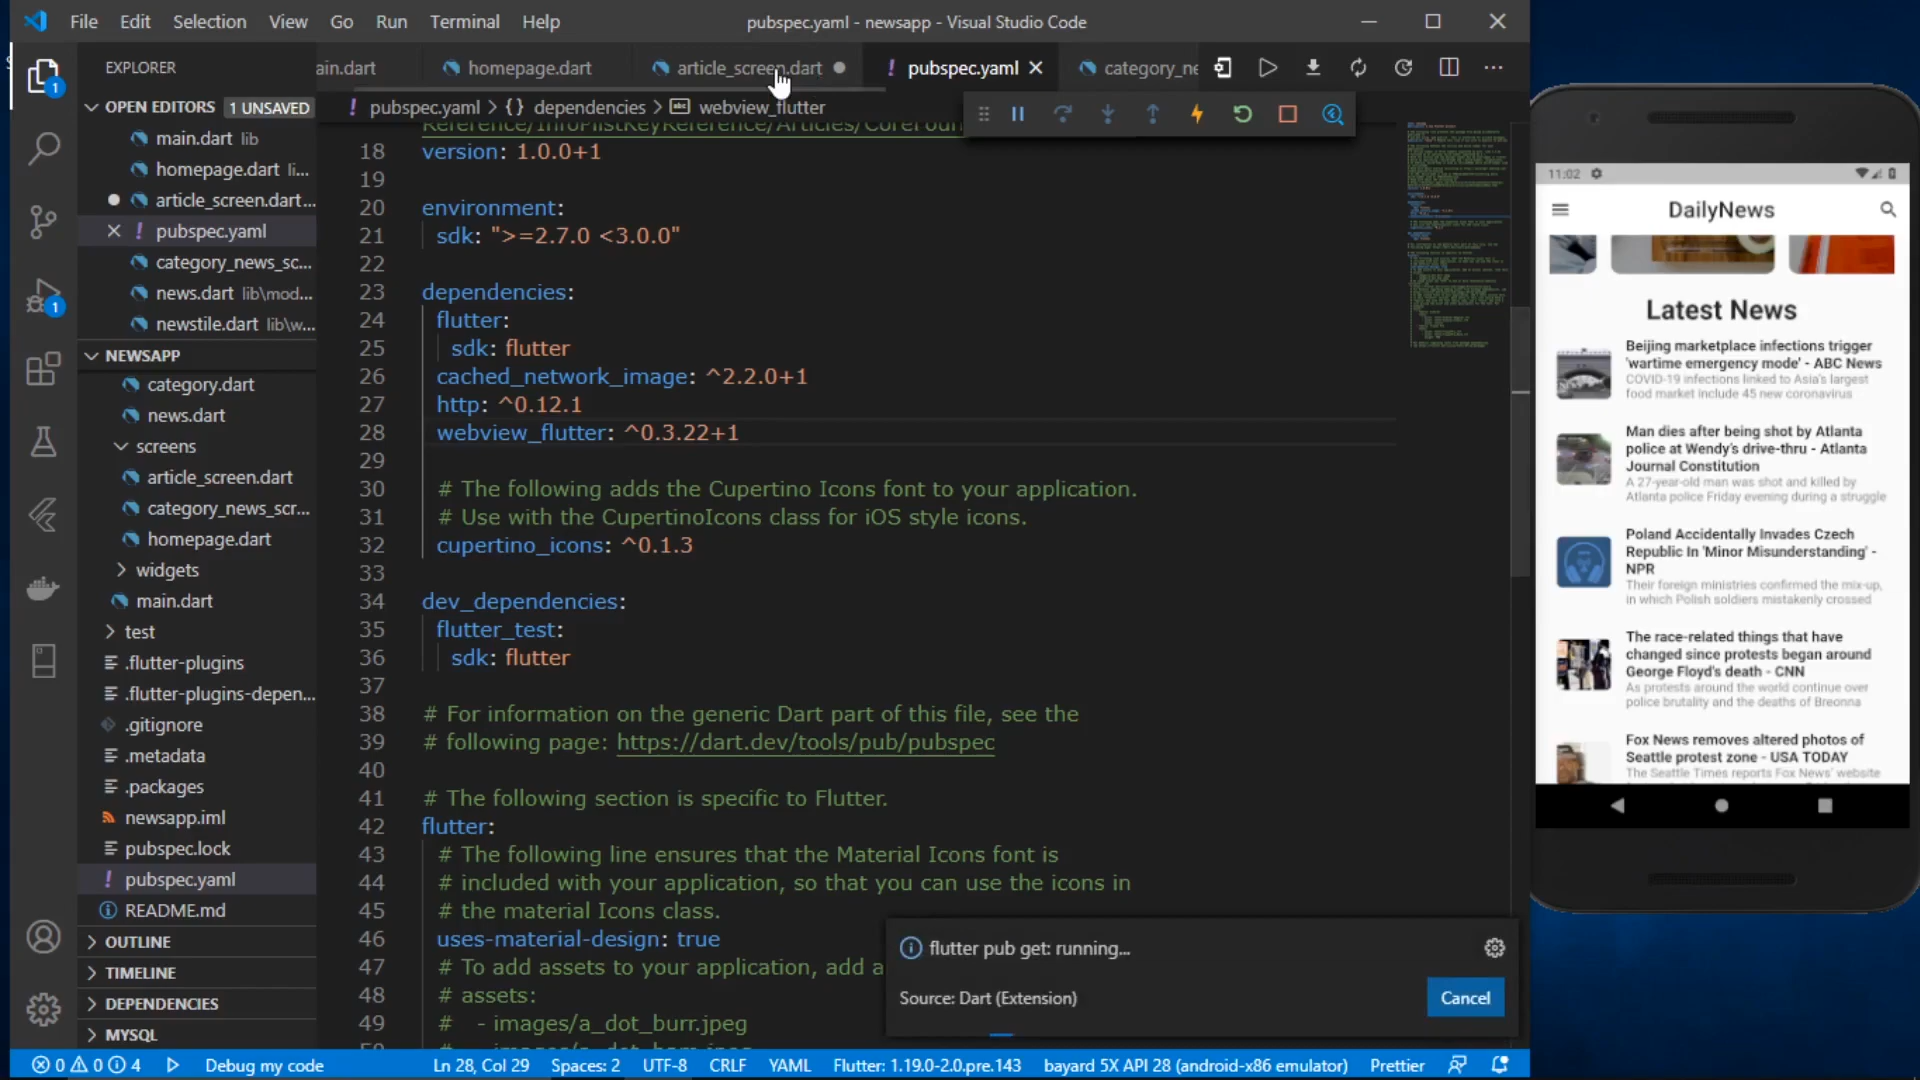 File Edit Selection View Go Run Terminal Help
pubspec.yaml - newsapp - Visual Studio Code
EXPLORER
ain.dart
homepage.dart
article_screen.dart
! pubspec.yaml
category_ne
OPEN EDITORS 1 UNSAVED
main.dart lib
homepage.dart li...
article_screen.dart...
! pubspec.yaml
category_news_sc...
news.dart lib\mod...
newstile.dart lib\w...
NEWSAPP
category.dart
news.dart
screens
article_screen.dart
category_news_scr...
homepage.dart
widgets
main.dart
test
.flutter-plugins
.flutter-plugins-depen...
.gitignore
.metadata
.packages
newsapp.iml
pubspec.lock
! pubspec.yaml
README.md
OUTLINE
TIMELINE
DEPENDENCIES
MYSQL
1
1
! pubspec.yaml > {} dependencies > abc webview_flutter
Reference/InfoPlistKeyReference/Articles/CoreFoun
18 version: 1.0.0+1
19
20 environment:
21 sdk: ">=2.7.0 <3.0.0"
22
23 dependencies:
24 flutter:
25 sdk: flutter
26 cached_network_image: ^2.2.0+1
27 http: ^0.12.1
28 webview_flutter: ^0.3.22+1
29
30 # The following adds the Cupertino Icons font to your application.
31 # Use with the CupertinoIcons class for iOS style icons.
32 cupertino_icons: ^0.1.3
33
34 dev_dependencies:
35 flutter_test:
36 sdk: flutter
37
38 # For information on the generic Dart part of this file, see the
39 # following page: https://dart.dev/tools/pub/pubspec
40
41 # The following section is specific to Flutter.
42 flutter:
43 # The following line ensures that the Material Icons font is
44 # included with your application, so that you can use the icons in
45 # the material Icons class.
46 uses-material-design: true
47 # To add assets to your application, add a
48 # assets:
49 # - images/a_dot_burr.jpeg
flutter pub get: running...
Source: Dart (Extension)
Cancel
0 0 4 Debug my code Ln 28, Col 29 Spaces: 2 UTF-8 CRLF YAML Flutter: 1.19.0-2.0.pre.143 bayard 5X API 28 (android-x86 emulator) Prettier
11:02
DailyNews
Latest News
Beijing marketplace infections trigger
'wartime emergency mode' - ABC News
COVID-19 infections linked to Asia's largest
food market include 45 new coronavirus
Man dies after being shot by Atlanta
police at Wendy's drive-thru - Atlanta
Journal Constitution
A 27-year-old man was shot and killed by
Atlanta police Friday evening during a struggle
Poland Accidentally Invades Czech
Republic In 'Minor Misunderstanding' -
NPR
Their foreign ministries confirmed the mix-up,
in which Polish soldiers mistakenly crossed
The race-related things that have
changed since protests began around
George Floyd's death - CNN
As protests around the world continue over
police brutality and the deaths of Breonna
Fox News removes altered photos of
Seattle protest zone - USA TODAY
The Seattle Times reports Fox News' website